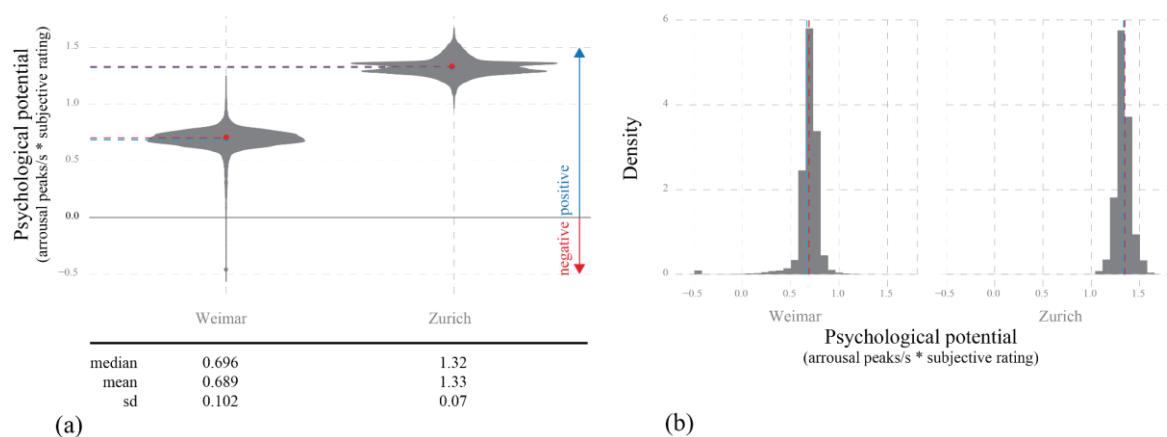 Psychological potential
(arrousal peaks/s * subjective rating)
1.5
1.0
0.5
0.0
−0.5
negative positive
Weimar Zurich
median 0.696 1.32
mean 0.689 1.33
sd 0.102 0.07
(a)
Density
6
4
2
0
−0.5 0.0 0.5 1.0 1.5 −0.5 0.0 0.5 1.0 1.5
Weimar Zurich
Psychological potential
(arrousal peaks/s * subjective rating)
(b)